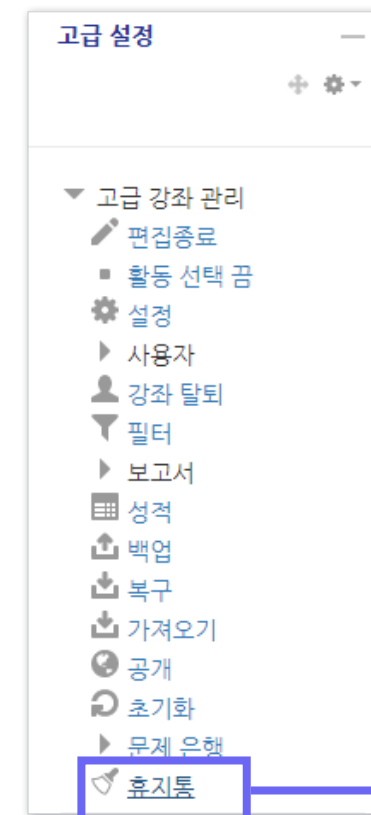 고급 설정
고급 강좌 관리
편집종료
활동 선택 끔
설정
사용자
강좌 탈퇴
필터
보고서
성적
백업
복구
가져오기
공개
초기화
문제 은행
휴지통